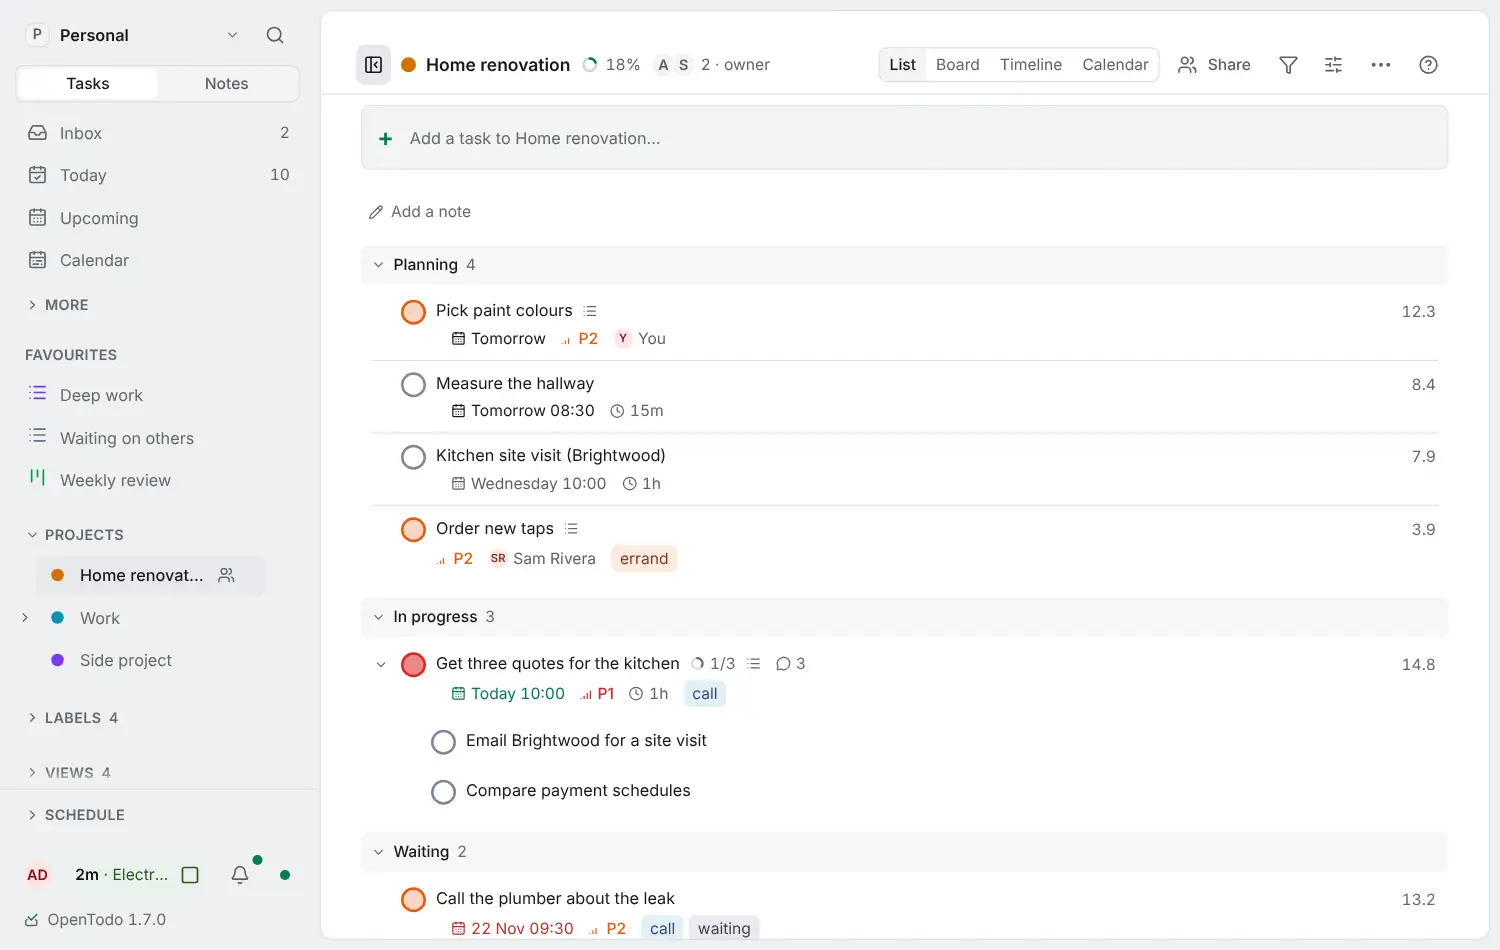 P Personal
Tasks Notes
Inbox 2
Today 10
Upcoming
Calendar
MORE
FAVOURITES
Deep work
Waiting on others
Weekly review
PROJECTS
Home renovat...
Work
Side project
LABELS 4
VIEWS 4
SCHEDULE
AD 2m · Electr...
OpenTodo 1.7.0
Home renovation 18% A S 2 · owner
List Board Timeline Calendar Share
Add a task to Home renovation...
Add a note
Planning 4
Pick paint colours 12.3
Tomorrow P2 Y You
Measure the hallway 8.4
Tomorrow 08:30 15m
Kitchen site visit (Brightwood) 7.9
Wednesday 10:00 1h
Order new taps 3.9
P2 SR Sam Rivera errand
In progress 3
Get three quotes for the kitchen 1/3 3 14.8
Today 10:00 P1 1h call
Email Brightwood for a site visit
Compare payment schedules
Waiting 2
Call the plumber about the leak 13.2
22 Nov 09:30 P2 call waiting